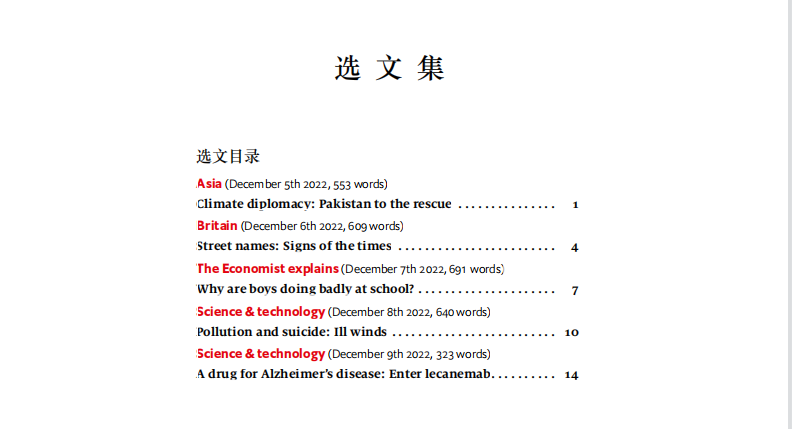 选文集
选文目录
Asia (December 5th 2022, 553 words)
Climate diplomacy: Pakistan to the rescue . . . . . . . . . . . . . . . 1
Britain (December 6th 2022, 609 words)
Street names: Signs of the times . . . . . . . . . . . . . . . . . . . . . . . . 4
The Economist explains (December 7th 2022, 691 words)
Why are boys doing badly at school? . . . . . . . . . . . . . . . . . . . . . 7
Science & technology (December 8th 2022, 640 words)
Pollution and suicide: Ill winds . . . . . . . . . . . . . . . . . . . . . . . . . 10
Science & technology (December 9th 2022, 323 words)
A drug for Alzheimer's disease: Enter lecanemab. . . . . . . . . . 14